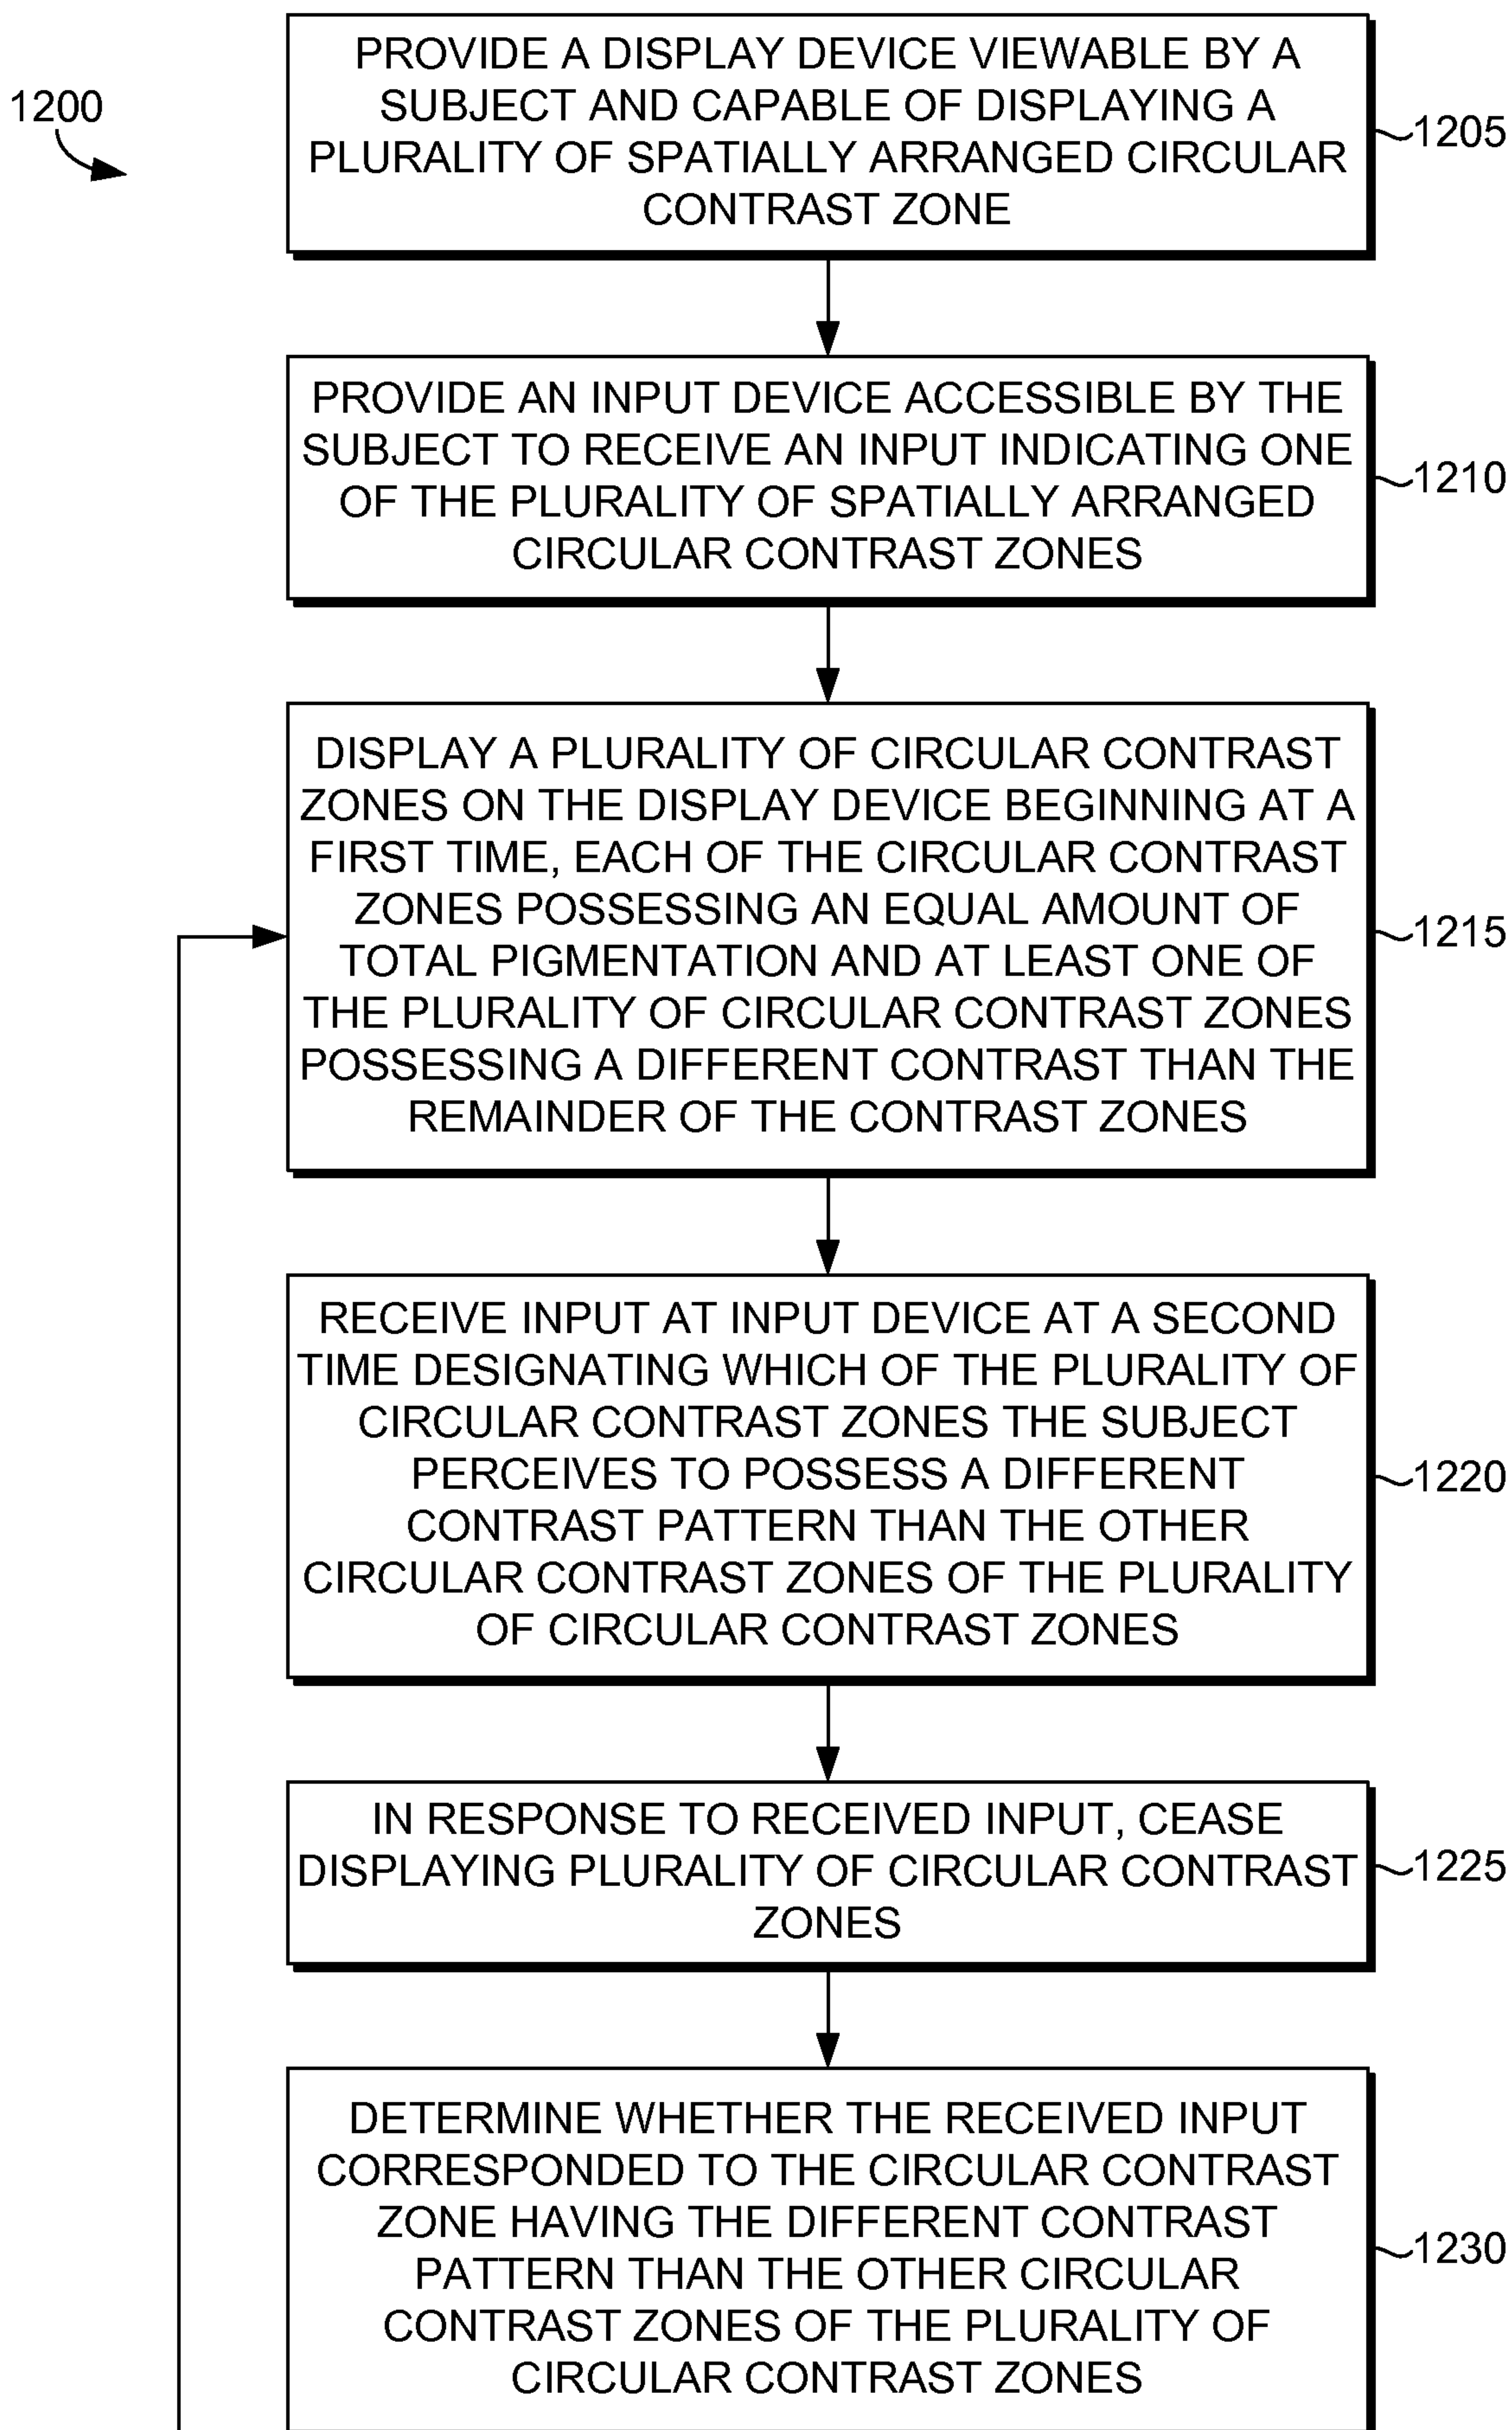 1200
PROVIDE A DISPLAY DEVICE VIEWABLE BY A
SUBJECT AND CAPABLE OF DISPLAYING A
PLURALITY OF SPATIALLY ARRANGED CIRCULAR
CONTRAST ZONE
1205
PROVIDE AN INPUT DEVICE ACCESSIBLE BY THE
SUBJECT TO RECEIVE AN INPUT INDICATING ONE
OF THE PLURALITY OF SPATIALLY ARRANGED
CIRCULAR CONTRAST ZONES
1210
DISPLAY A PLURALITY OF CIRCULAR CONTRAST
ZONES ON THE DISPLAY DEVICE BEGINNING AT A
FIRST TIME, EACH OF THE CIRCULAR CONTRAST
ZONES POSSESSING AN EQUAL AMOUNT OF
TOTAL PIGMENTATION AND AT LEAST ONE OF
THE PLURALITY OF CIRCULAR CONTRAST ZONES
POSSESSING A DIFFERENT CONTRAST THAN THE
REMAINDER OF THE CONTRAST ZONES
1215
RECEIVE INPUT AT INPUT DEVICE AT A SECOND
TIME DESIGNATING WHICH OF THE PLURALITY OF
CIRCULAR CONTRAST ZONES THE SUBJECT
PERCEIVES TO POSSESS A DIFFERENT
CONTRAST PATTERN THAN THE OTHER
CIRCULAR CONTRAST ZONES OF THE PLURALITY
OF CIRCULAR CONTRAST ZONES
1220
IN RESPONSE TO RECEIVED INPUT, CEASE
DISPLAYING PLURALITY OF CIRCULAR CONTRAST
ZONES
1225
DETERMINE WHETHER THE RECEIVED INPUT
CORRESPONDED TO THE CIRCULAR CONTRAST
ZONE HAVING THE DIFFERENT CONTRAST
PATTERN THAN THE OTHER CIRCULAR
CONTRAST ZONES OF THE PLURALITY OF
CIRCULAR CONTRAST ZONES
1230